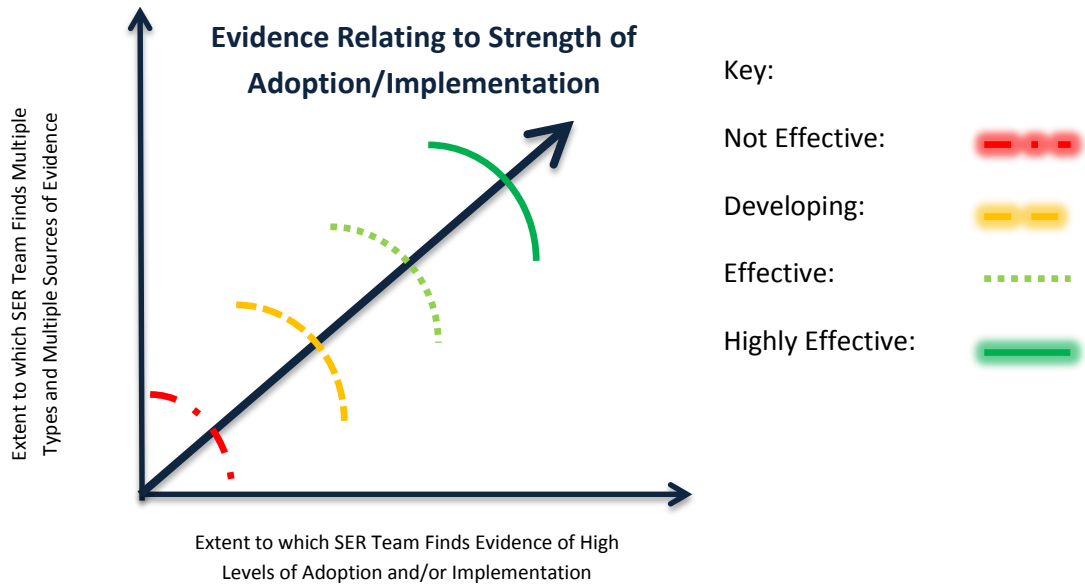 Evidence Relating to Strength of
Adoption/Implementation
Extent to which SER Team Finds Multiple
Types and Multiple Sources of Evidence
Extent to which SER Team Finds Evidence of High
Levels of Adoption and/or Implementation
Key:
Not Effective:
Developing:
Effective:
Highly Effective: